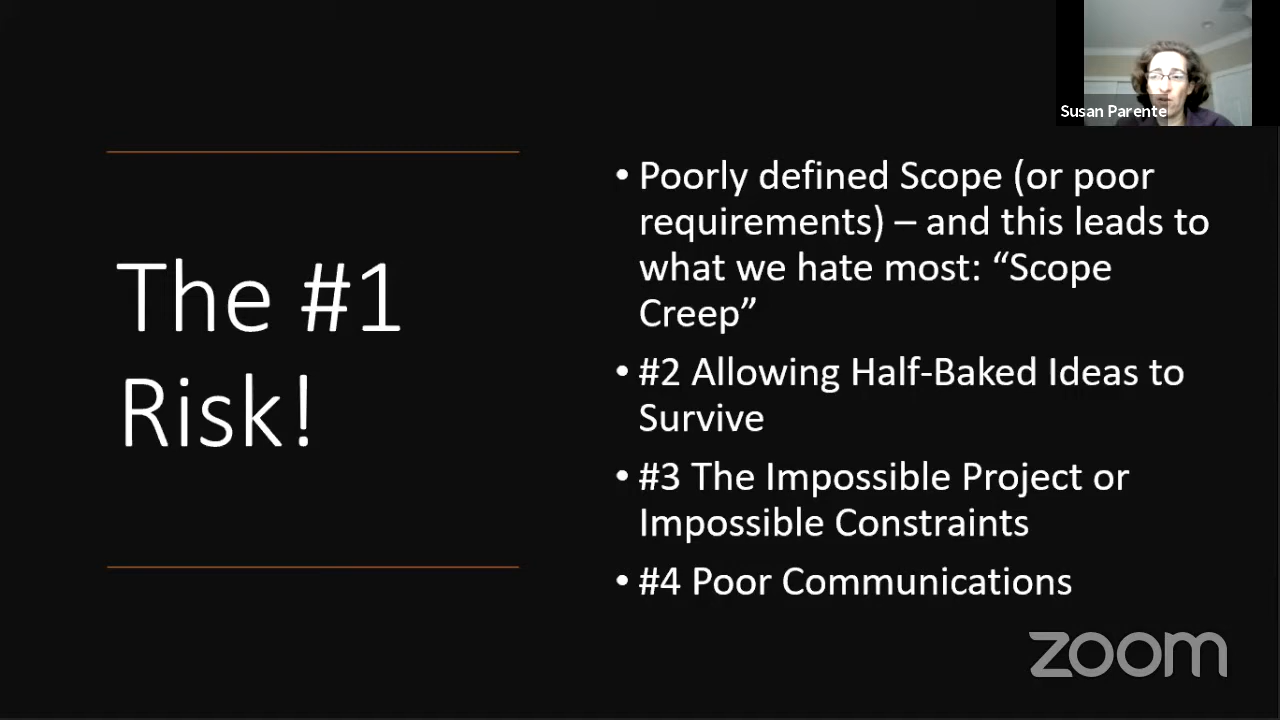 Susan Parente
The #1
Risk!
• Poorly defined Scope (or poor
requirements) – and this leads to
what we hate most: “Scope
Creep”
• #2 Allowing Half-Baked Ideas to
Survive
• #3 The Impossible Project or
Impossible Constraints
• #4 Poor Communications
zoom